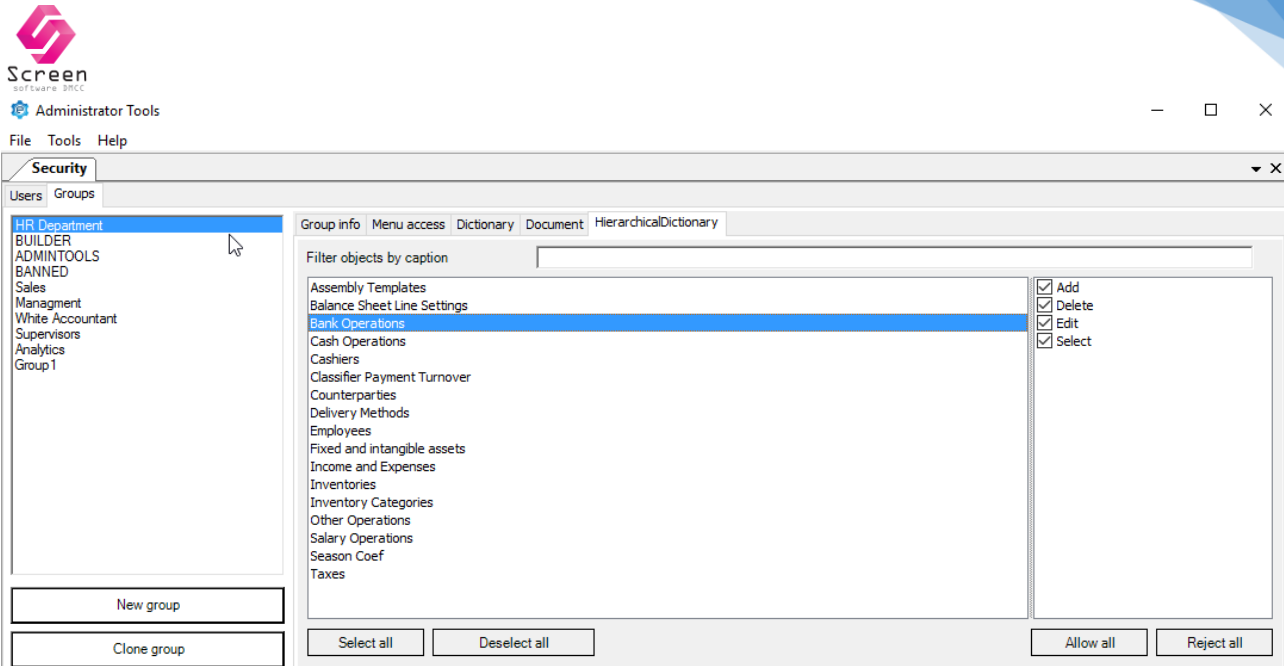 Screen
software DMCC
Administrator Tools
File Tools Help
Security
Users Groups
HR Department
BUILDER
ADMINTOOLS
BANNED
Sales
Managment
White Accountant
Supervisors
Analytics
Group1
New group
Clone group
Group info Menu access Dictionary Document HierarchicalDictionary
Filter objects by caption
Assembly Templates
Balance Sheet Line Settings
Bank Operations
Cash Operations
Cashiers
Classifier Payment Turnover
Counterparties
Delivery Methods
Employees
Fixed and intangible assets
Income and Expenses
Inventories
Inventory Categories
Other Operations
Salary Operations
Season Coef
Taxes
Add
Delete
Edit
Select
Select all Deselect all Allow all Reject all